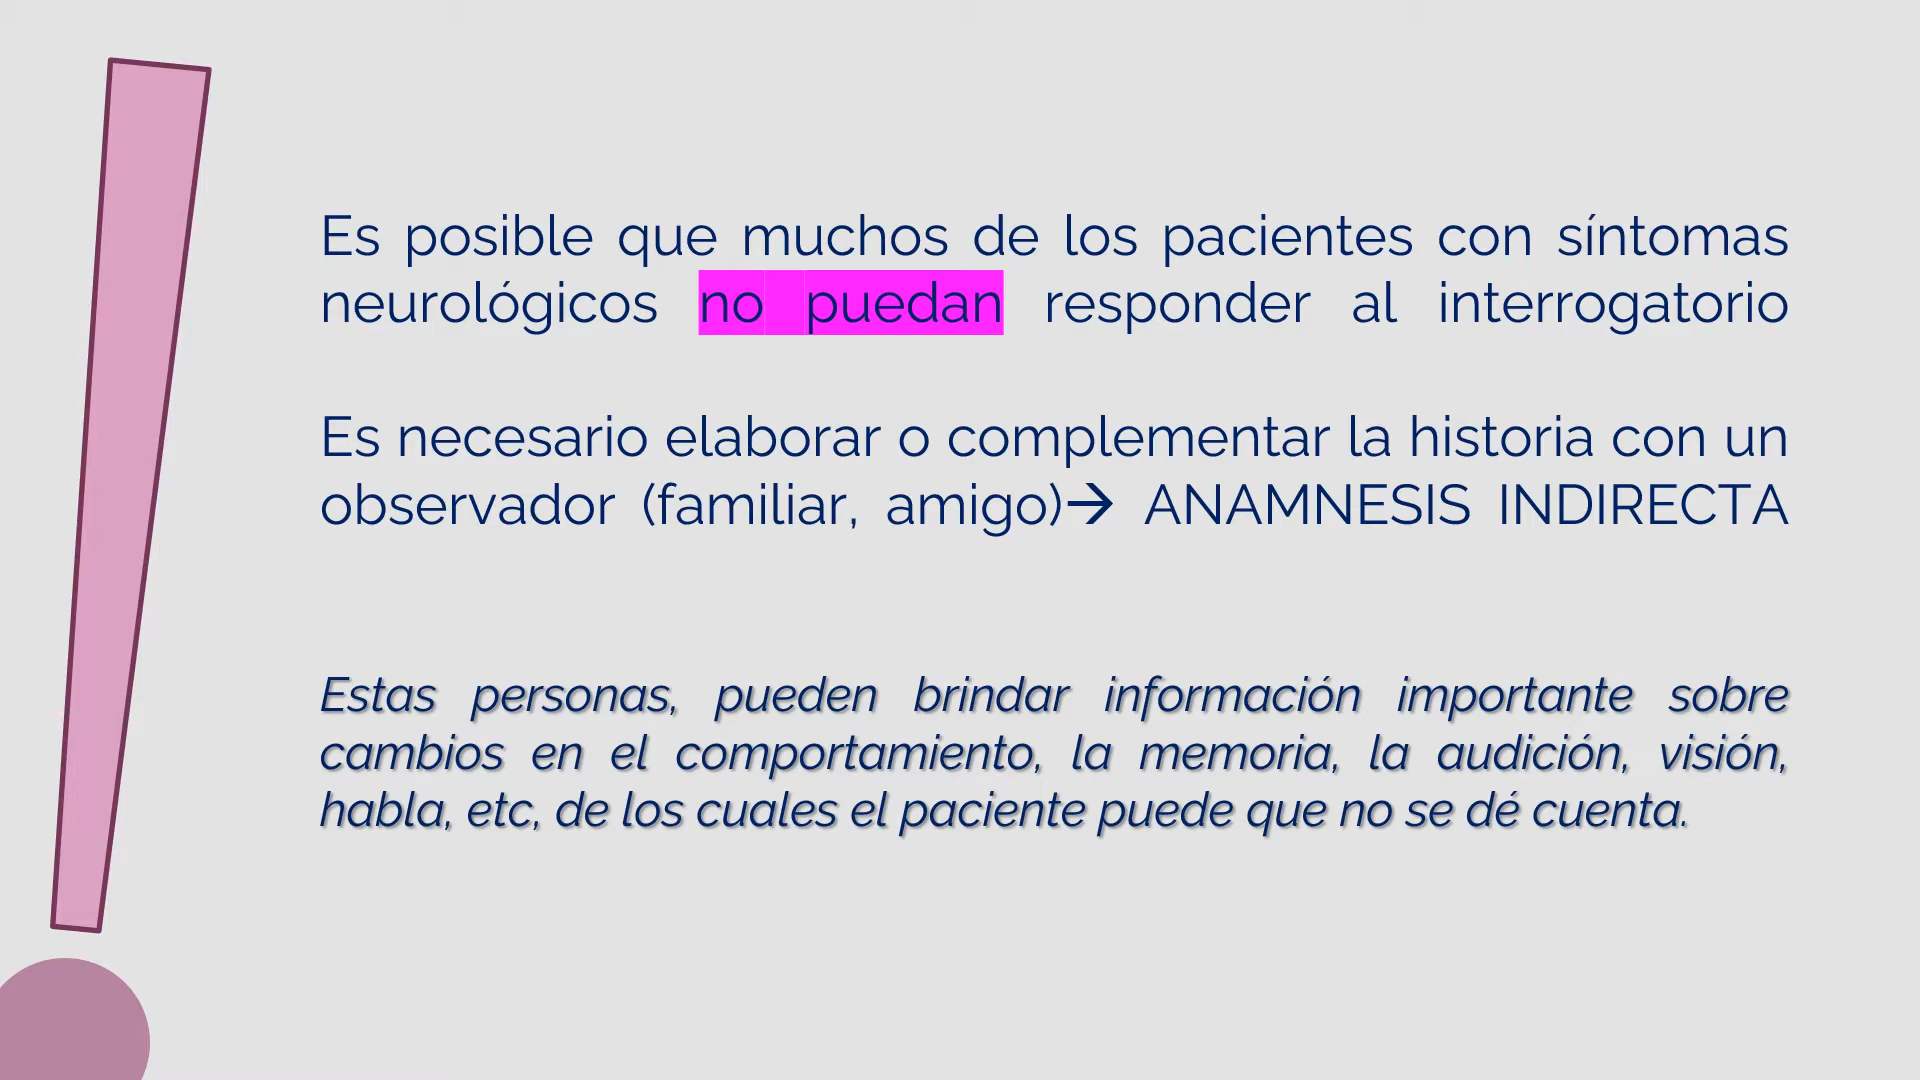 Es posible que muchos de los pacientes con síntomas
neurológicos no puedan responder al interrogatorio
Es necesario elaborar o complementar la historia con un
observador (familiar, amigo)→ ANAMNESIS INDIRECTA
Estas personas, pueden brindar información importante sobre
cambios en el comportamiento, la memoria, la audición, visión,
habla, etc, de los cuales el paciente puede que no se dé cuenta.